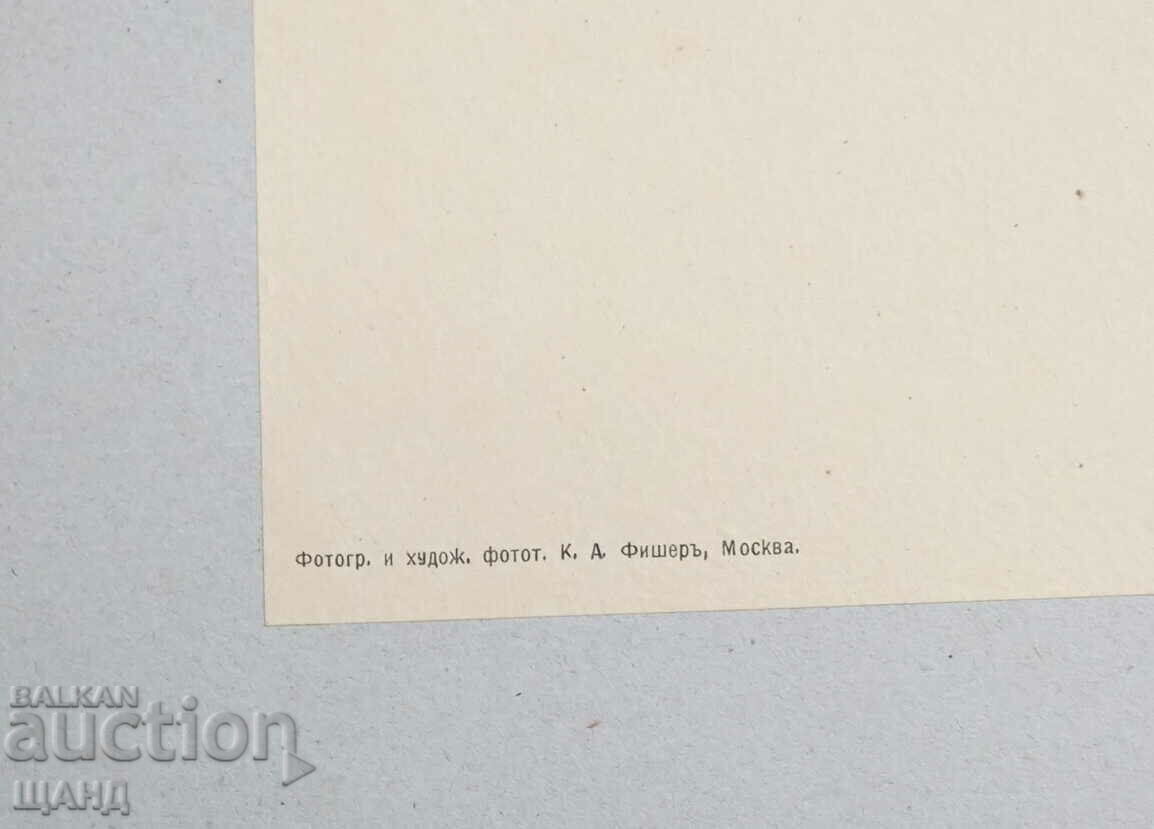 Фотогр. и худож. фотот. К. А. Фишеръ, Москва.
BALKAN
auction
ЩАНД